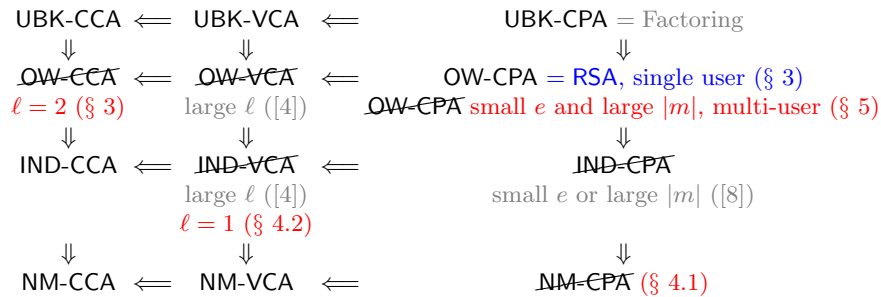 UBK-CCA ⇐ UBK-VCA ⇐ UBK-CPA = Factoring
⇓ ⇓ ⇓
OW-CCA ⇐ OW-VCA ⇐ OW-CPA = RSA, single user (§ 3)
ℓ = 2 (§ 3) large ℓ ([4]) OW-CPA small e and large |m|, multi-user (§ 5)
⇓ ⇓ ⇓
IND-CCA ⇐ IND-VCA ⇐ IND-CPA
large ℓ ([4]) small e or large |m| ([8])
ℓ = 1 (§ 4.2)
⇓ ⇓ ⇓
NM-CCA ⇐ NM-VCA ⇐ NM-CPA (§ 4.1)